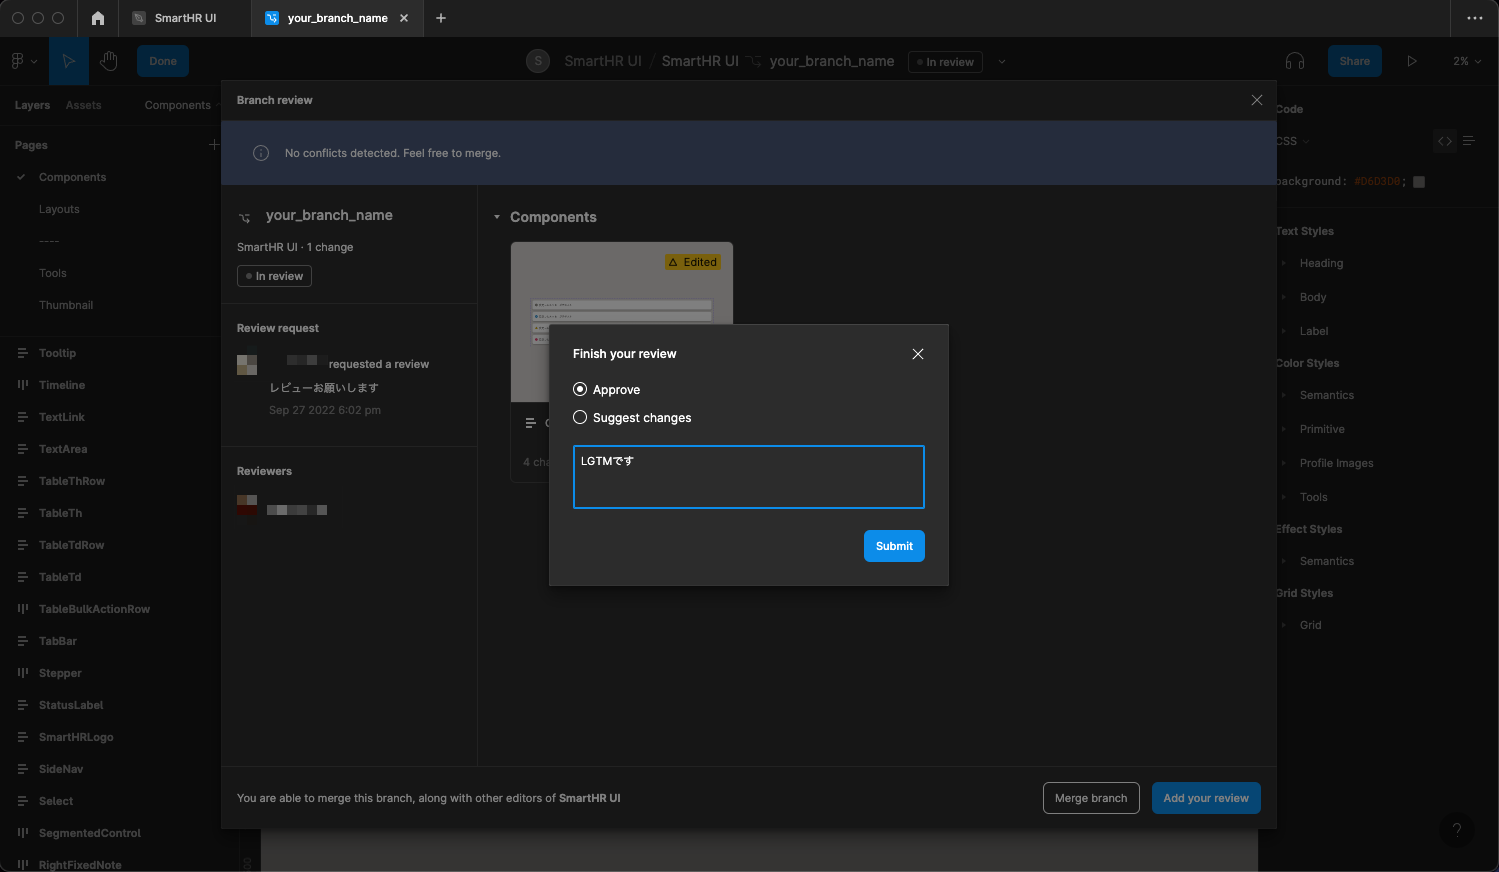 SmartHR UI
your_branch_name
Done
S
SmartHR UI / SmartHR UI your_branch_name
In review
Share
2%
Layers
Assets
Components
Pages
Components
Layouts
----
Tools
Thumbnail
Tooltip
Timeline
TextLink
TextArea
TableThRow
TableTh
TableTdRow
TableTd
TableBulkActionRow
TabBar
Stepper
StatusLabel
SmartHRLogo
SideNav
Select
SegmentedControl
RightFixedNote
Branch review
No conflicts detected. Feel free to merge.
your_branch_name
SmartHR UI · 1 change
In review
Review request
requested a review
レビューお願いします
Sep 27 2022 6:02 pm
Reviewers
Components
Edited
Finish your review
Approve
Suggest changes
LGTMです
Submit
You are able to merge this branch, along with other editors of SmartHR UI
Merge branch
Add your review
Code
CSS
background: #D6D3D0;
Text Styles
Heading
Body
Label
Color Styles
Semantics
Primitive
Profile Images
Tools
Effect Styles
Semantics
Grid Styles
Grid
?